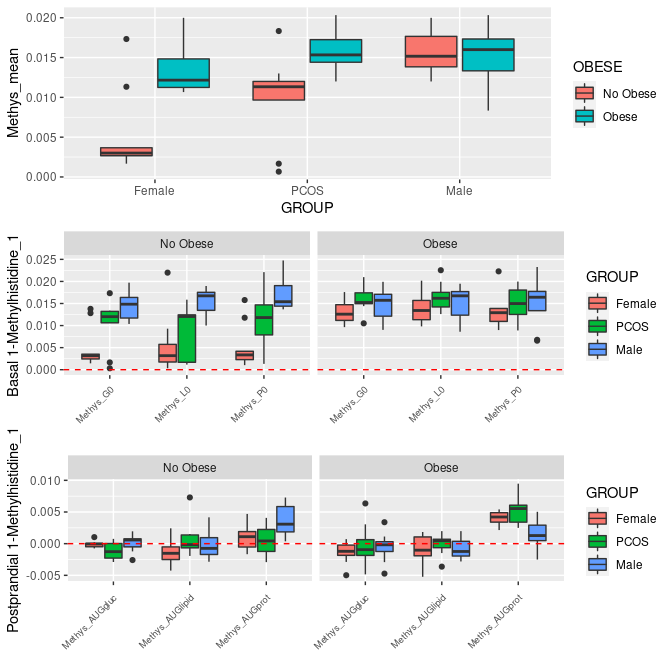 Methys_mean
0.020
0.015
0.010
0.005
0.000
Female PCOS Male
GROUP
OBESE
No Obese
Obese
Basal 1-Methylhistidine_1
No Obese Obese
0.025
0.020
0.015
0.010
0.005
0.000
Methys_G0 Methys_L0 Methys_P0 Methys_G0 Methys_L0 Methys_P0
GROUP
Female
PCOS
Male
Postprandial 1-Methylhistidine_1
No Obese Obese
0.010
0.005
0.000
-0.005
Methys_AUGgluc Methys_AUGlipid Methys_AUGprot Methys_AUGgluc Methys_AUGlipid Methys_AUGprot
GROUP
Female
PCOS
Male